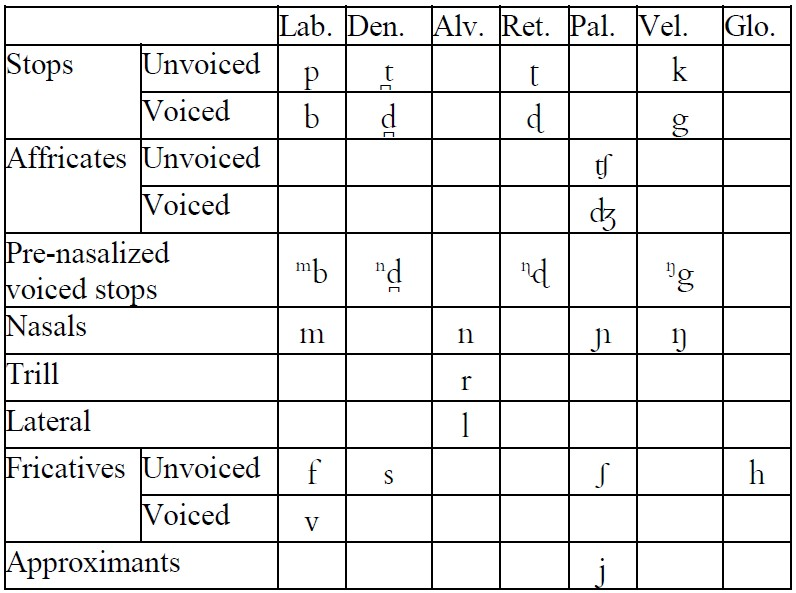 Lab. Den. Alv. Ret. Pal. Vel. Glo.
Stops Unvoiced p t̪ ʈ k
Voiced b d̪ ɖ g
Affricates Unvoiced ʧ
Voiced ʤ
Pre-nasalized
voiced stops ᵐb ⁿd̪ ᶯɖ ᵑg
Nasals m n ɲ ŋ
Trill r
Lateral l
Fricatives Unvoiced f s ʃ h
Voiced v
Approximants j